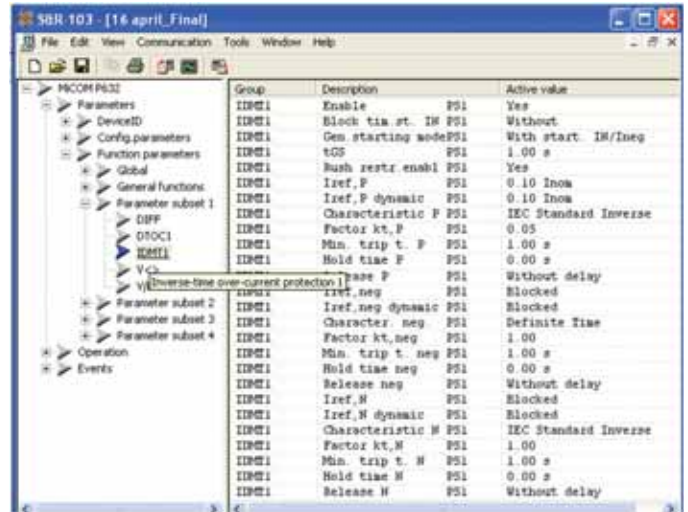 S&R-103 - [16 april_Final]
File Edit View Communication Tools Window Help
MiCOM P632
Parameters
DeviceID
Config.parameters
Function parameters
Global
General functions
Parameter subset 1
DIFF
DTOC1
IDMT1
V<>
Inverse-time over-current protection 1
Parameter subset 2
Parameter subset 3
Parameter subset 4
Operation
Events
Group Description Active value
IDMT1 Enable PS1 Yes
IDMT1 Block tim.st. IN PS1 Without
IDMT1 Gen.starting modePS1 With start. IN/Ineg
IDMT1 tGS PS1 1.00 s
IDMT1 Rush restr.enabl PS1 Yes
IDMT1 Iref,P PS1 0.10 Inom
IDMT1 Iref,P dynamic PS1 0.10 Inom
IDMT1 Characteristic P PS1 IEC Standard Inverse
IDMT1 Factor kt,P PS1 0.05
IDMT1 Min. trip t. P PS1 1.00 s
IDMT1 Hold time P PS1 0.00 s
ease P PS1 Without delay
Iref,neg PS1 Blocked
IDMT1 Iref,neg dynamic PS1 Blocked
IDMT1 Character. neg PS1 Definite Time
IDMT1 Factor kt,neg PS1 1.00
IDMT1 Min. trip t. neg PS1 1.00 s
IDMT1 Hold time neg PS1 0.00 s
IDMT1 Release neg PS1 Without delay
IDMT1 Iref,N PS1 Blocked
IDMT1 Iref,N dynamic PS1 Blocked
IDMT1 Characteristic N PS1 IEC Standard Inverse
IDMT1 Factor kt,N PS1 1.00
IDMT1 Min. trip t. N PS1 1.00 s
IDMT1 Hold time N PS1 0.00 s
IDMT1 Release N PS1 Without delay